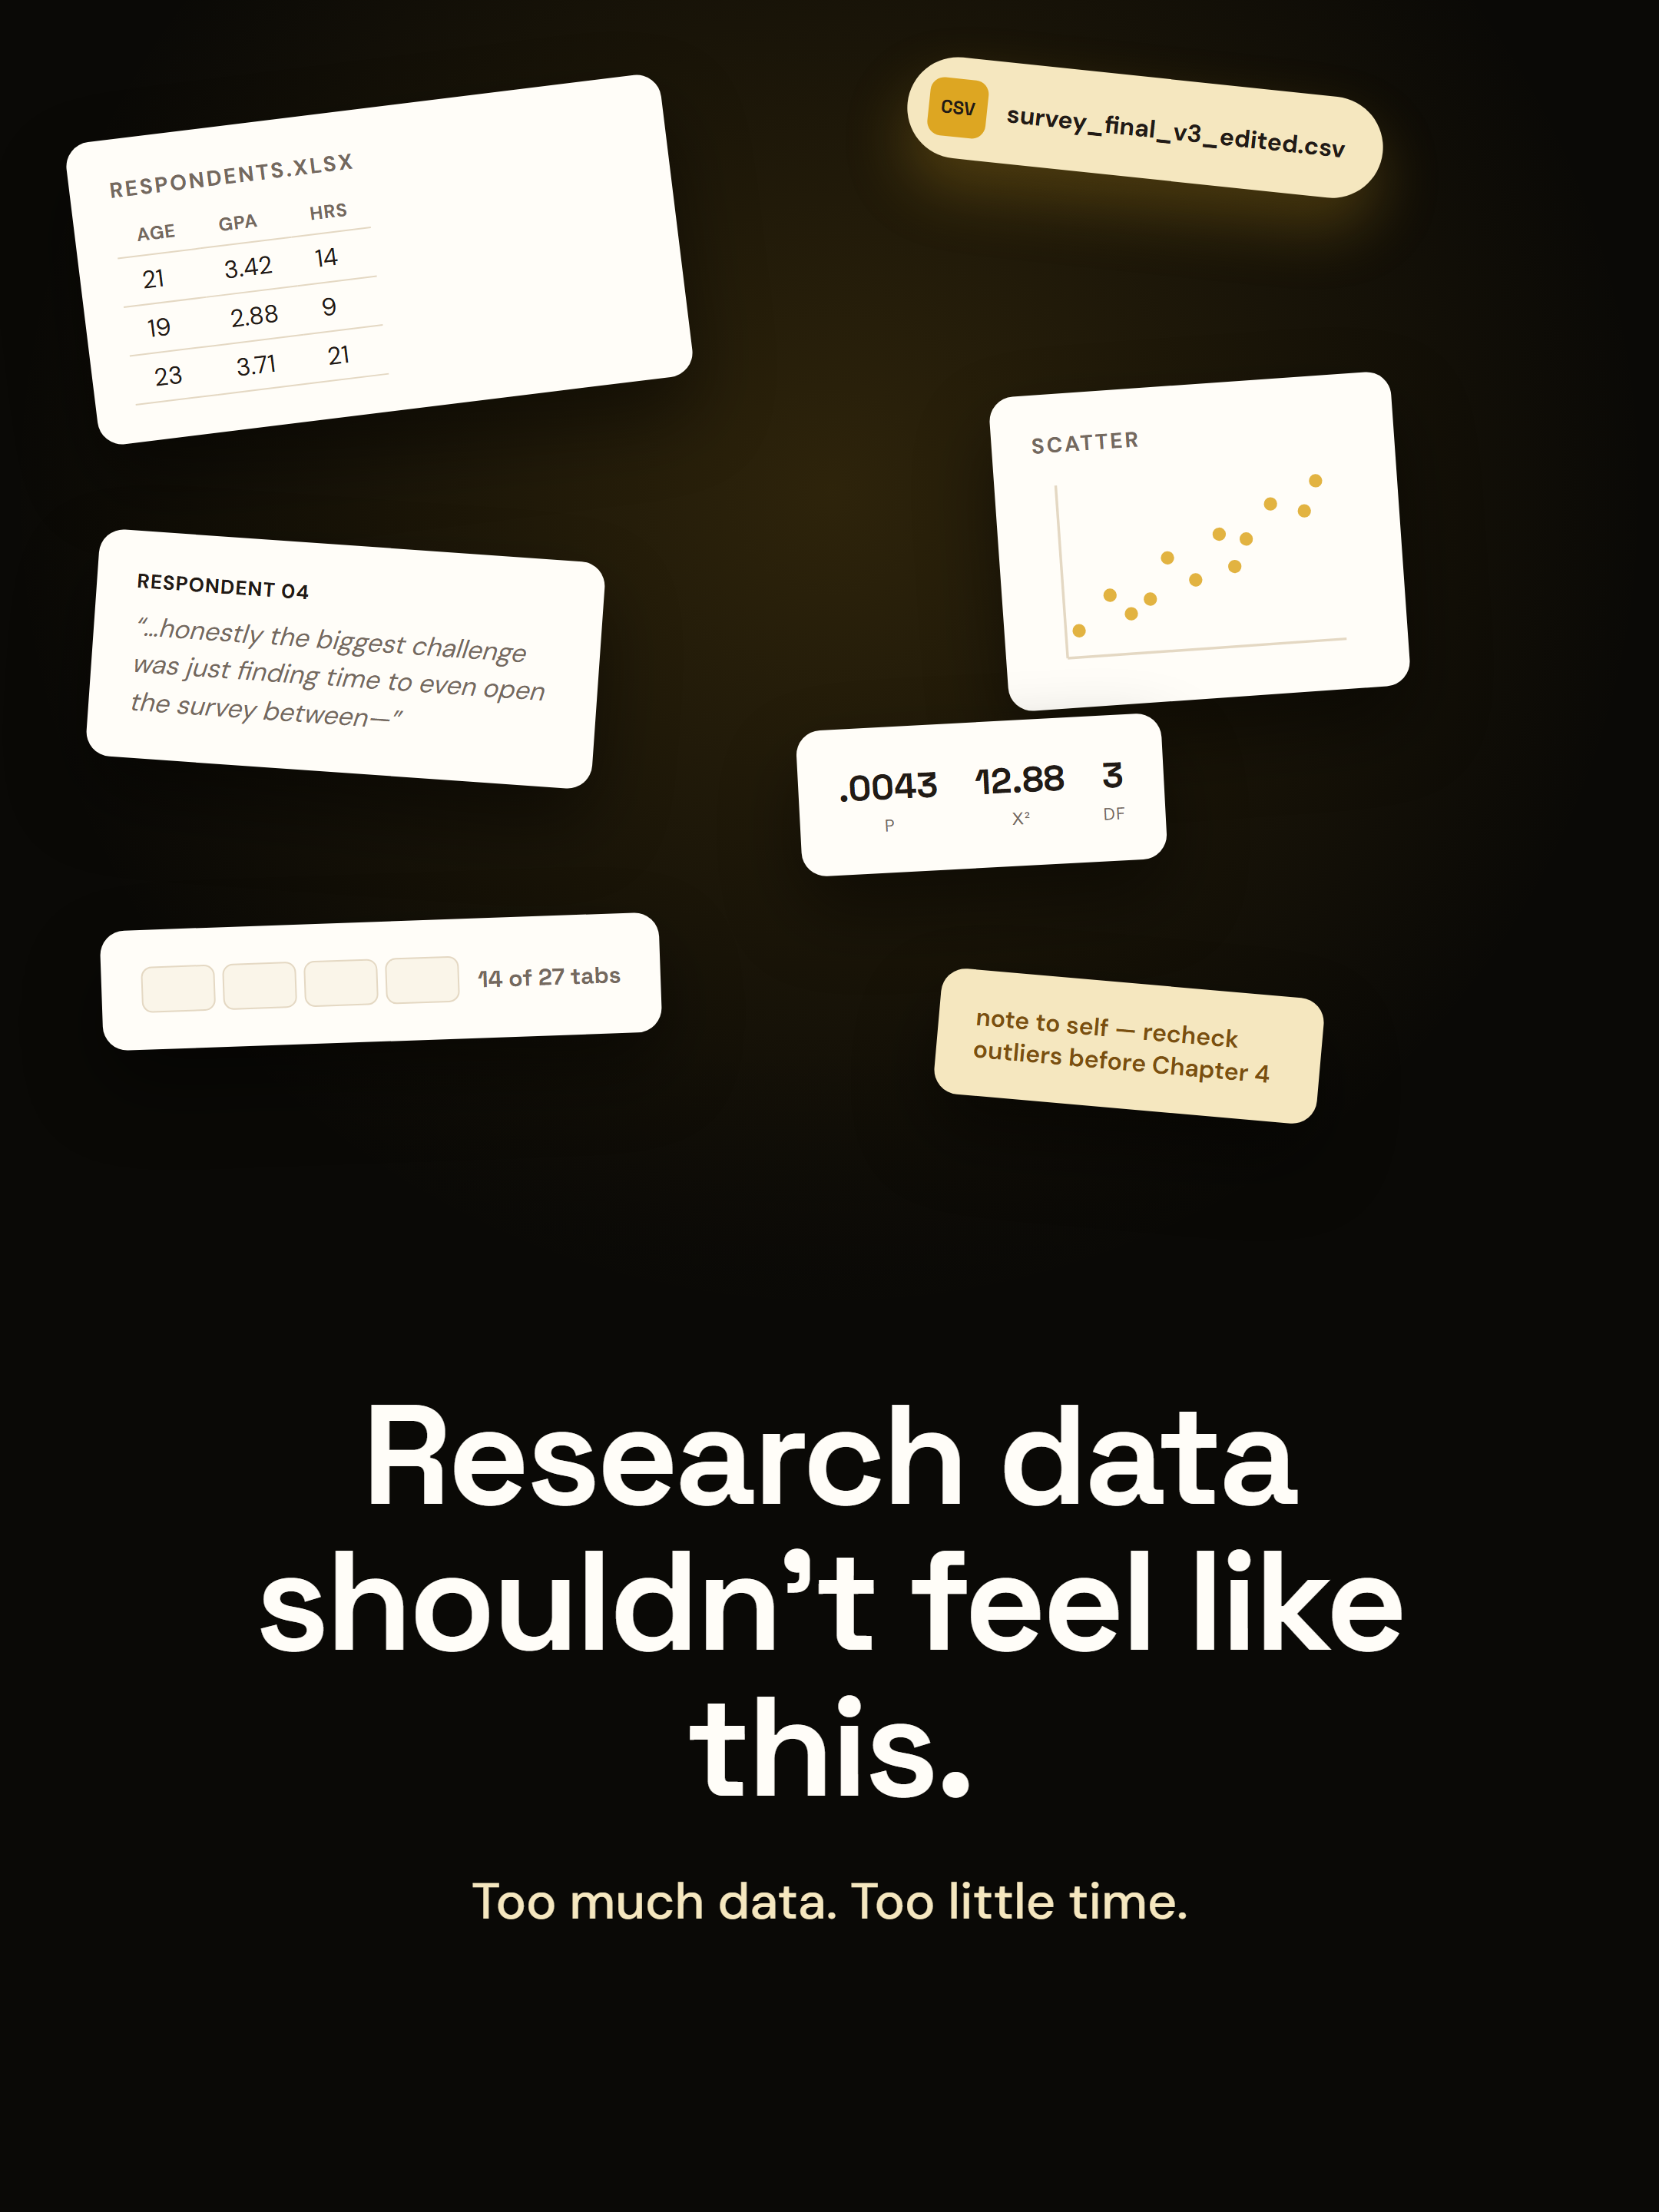 RESPONDENTS.XLSX
AGE GPA HRS
21 3.42 14
19 2.88 9
23 3.71 21
CSV survey_final_v3_edited.csv
SCATTER
RESPONDENT 04
“…honestly the biggest challenge
was just finding time to even open
the survey between—”
.0043 12.88 3
P X² DF
14 of 27 tabs
note to self — recheck
outliers before Chapter 4
Research data
shouldn’t feel like
this.
Too much data. Too little time.